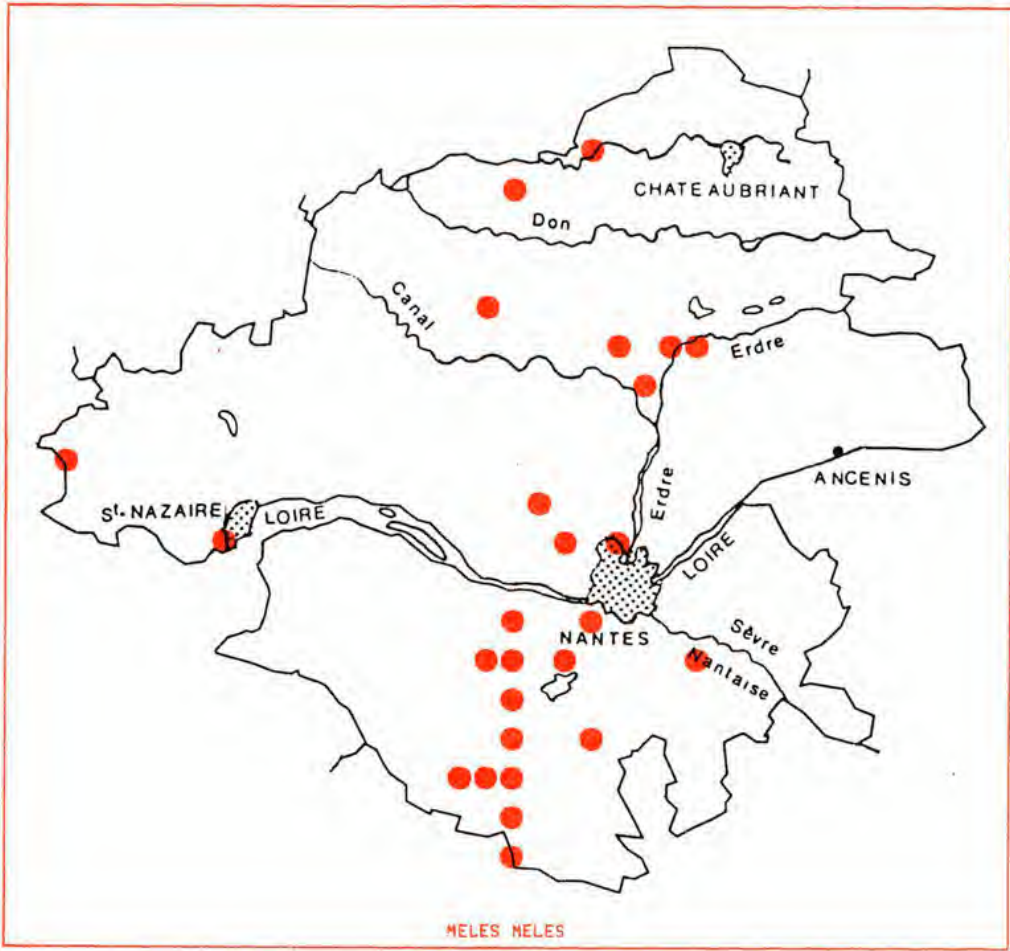 CHATEAUBRIANT
Don
Canal
Erdre
ANCENIS
Erdre
St-NAZAIRE
LOIRE
LOIRE
NANTES
Sèvre
Nantaise
MELES MELES